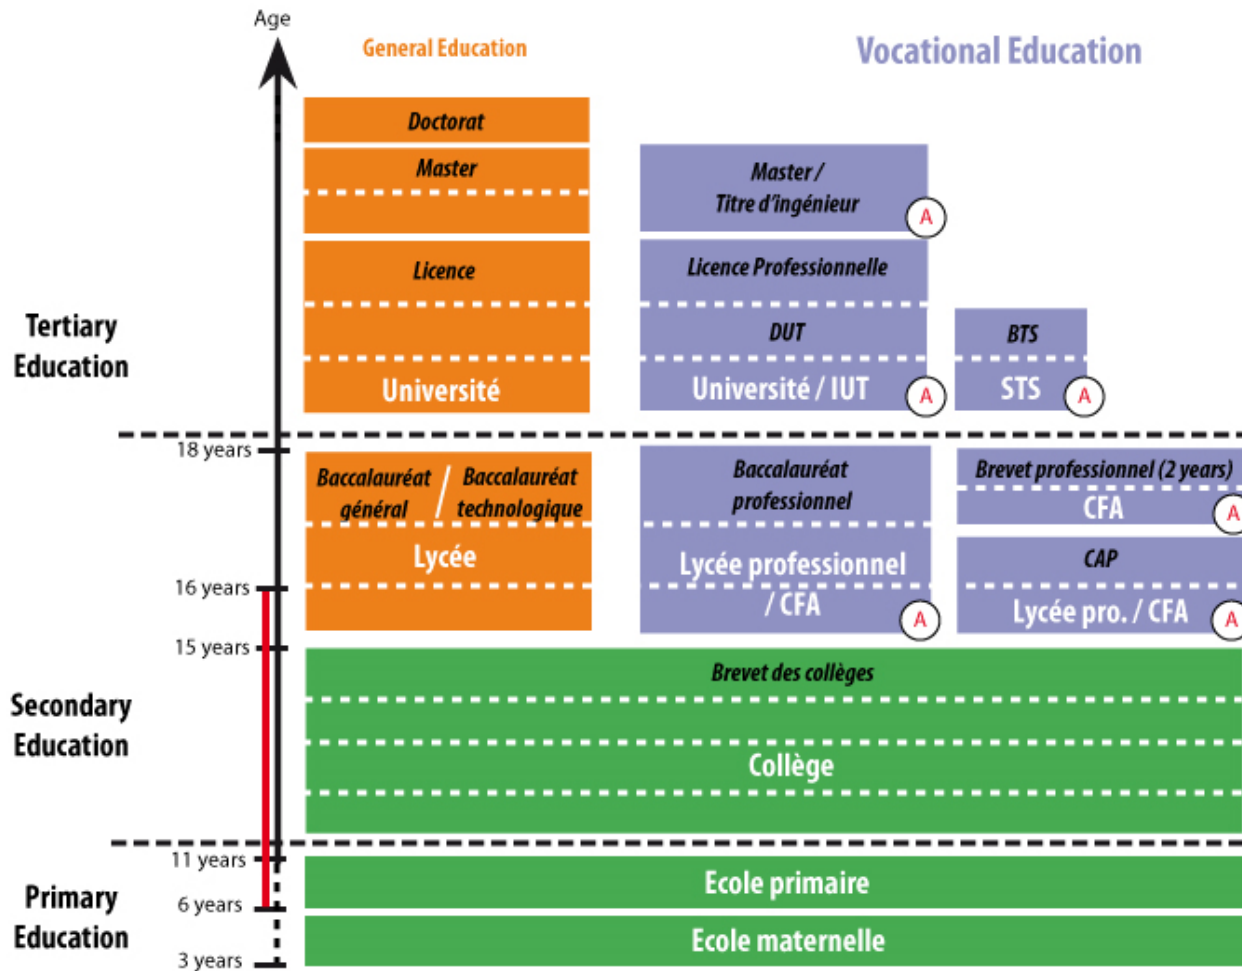 Age
General Education
Vocational Education
Doctorat
Master
Master /
Titre d'ingénieur
A
Licence
Licence Professionnelle
Tertiary
Education
DUT
BTS
Université
Université / IUT
A
STS
A
18 years
Baccalauréat
général
/
Baccalauréat
technologique
Baccalauréat
professionnel
Brevet professionnel (2 years)
CFA
A
Lycée
Lycée professionnel
/ CFA
A
CAP
Lycée pro. / CFA
A
16 years
15 years
Brevet des collèges
Secondary
Education
Collège
11 years
Primary
Education
Ecole primaire
6 years
Ecole maternelle
3 years